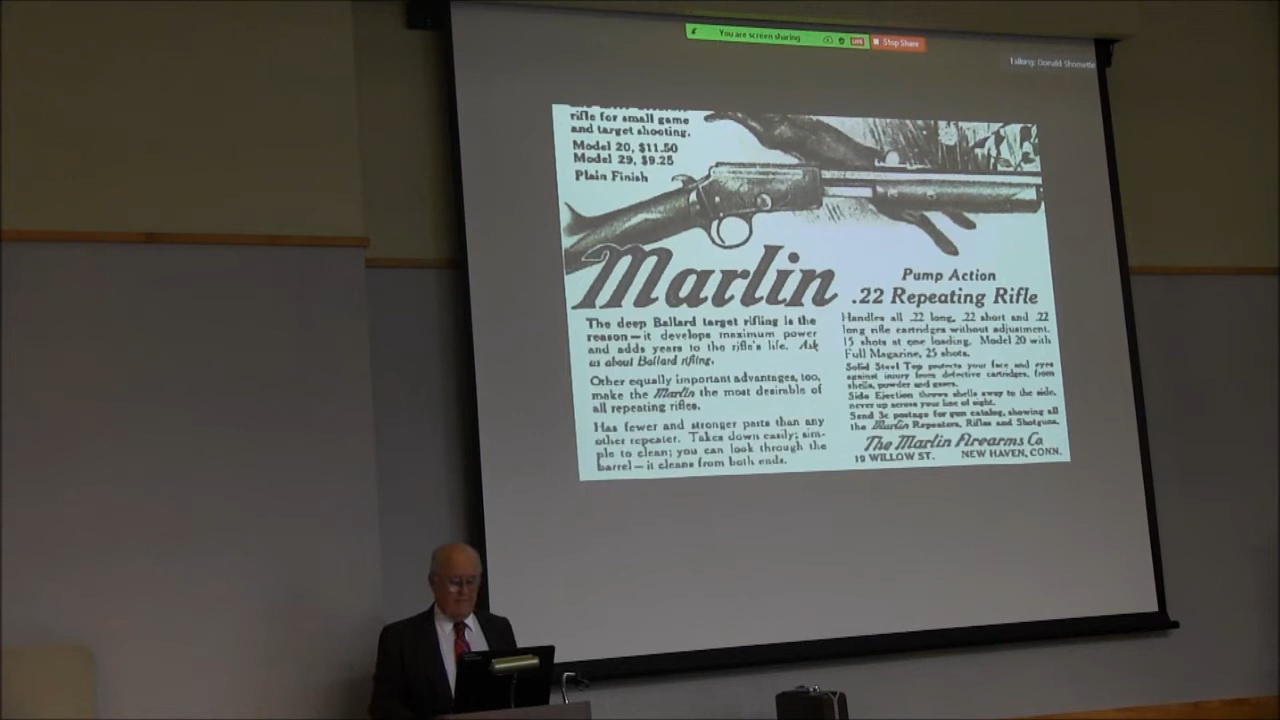 You are screen sharing
LIVE
Stop Share
Talking: Donald Shomette
rifle for small game
and target shooting.
Model 20, $11.50
Model 29, $9.25
Plain Finish
Marlin
The deep Ballard target rifling is the
reason—it develops maximum power
and adds years to the rifle's life. Ask
us about Ballard rifling.
Other equally important advantages, too,
make the Marlin the most desirable of
all repeating rifles.
Has fewer and stronger parts than any
other repeater. Takes down easily; sim-
ple to clean; you can look through the
barrel—it cleans from both ends.
Pump Action
.22 Repeating Rifle
Handles all .22 long, .22 short and .22
long rifle cartridges without adjustment.
15 shots at one loading. Model 20 with
Full Magazine, 25 shots.
Solid Steel Top protects your face and eyes
against injury from defective cartridges, from
shells, powder and gases.
Side Ejection throws shells away to the side,
never up across your line of sight.
Send 3c postage for gun catalog, showing all
the Marlin Repeaters, Rifles and Shotguns.
The Marlin Firearms Co.
19 WILLOW ST. NEW HAVEN, CONN.